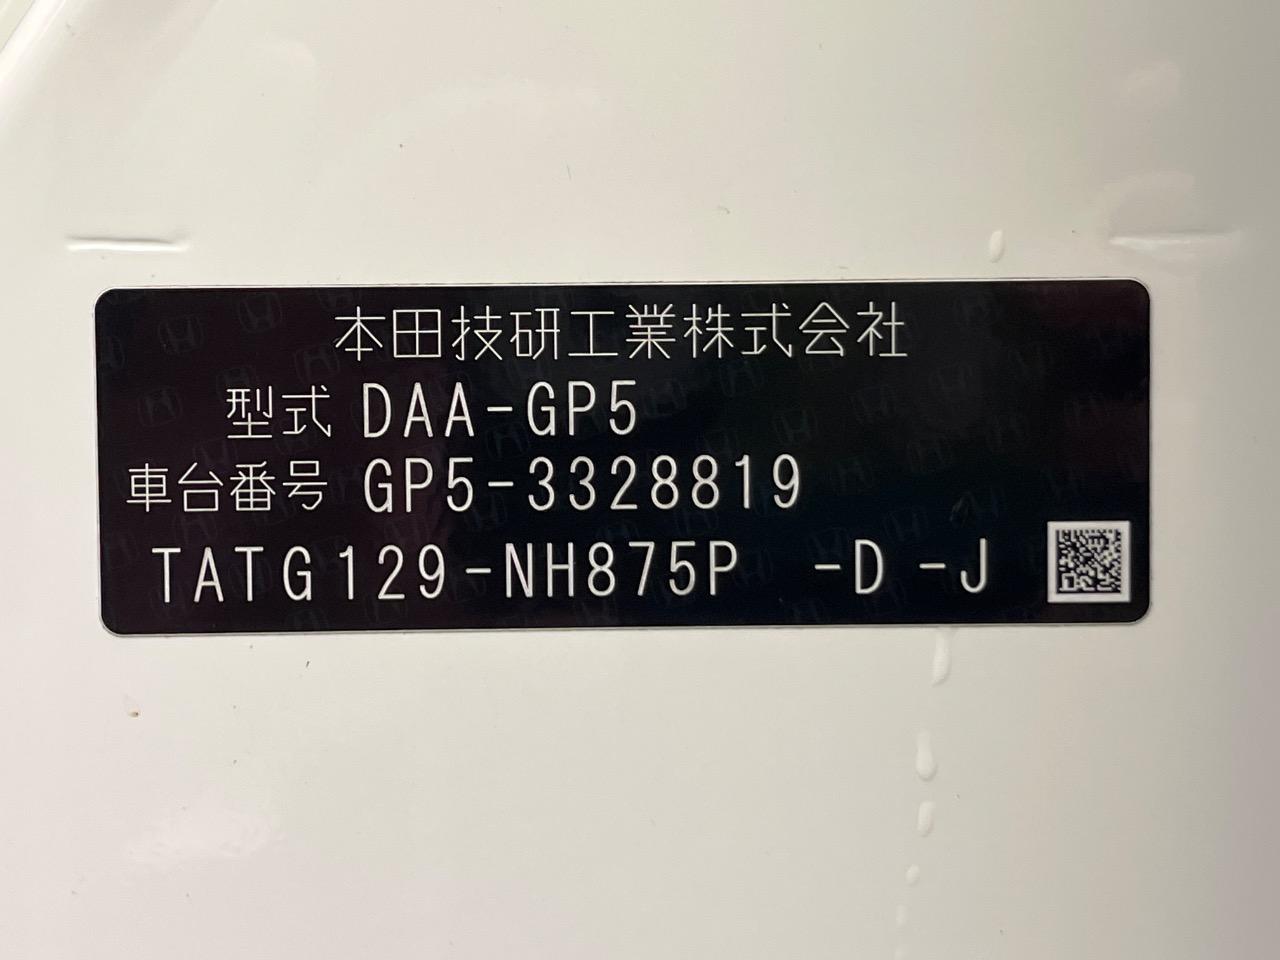 本田技研工業株式会社
型式 DAA-GP5
車台番号 GP5-3328819
TATG129-NH875P -D -J